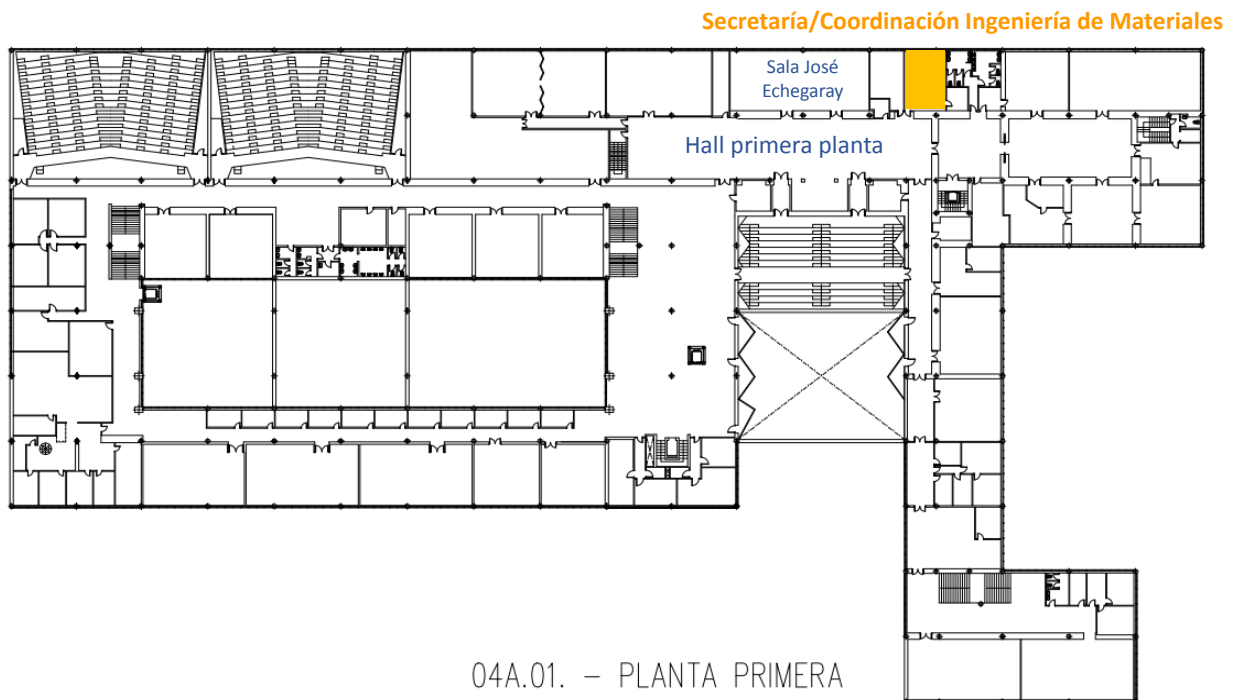 Secretaría/Coordinación Ingeniería de Materiales
Sala José
Echegaray
Hall primera planta
04A.01. – PLANTA PRIMERA